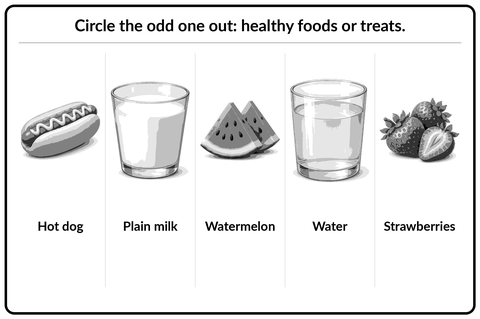 Circle the odd one out: healthy foods or treats.
Hot dog
Plain milk
Watermelon
Water
Strawberries